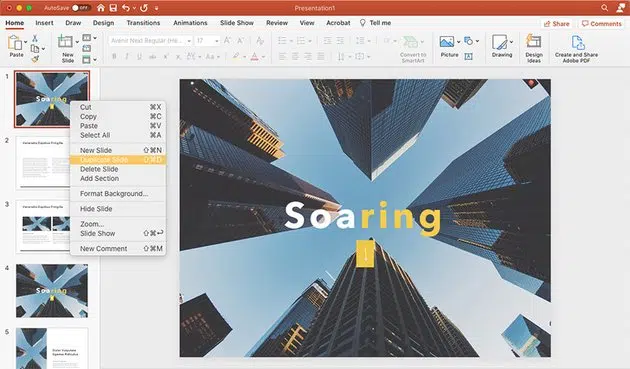 AutoSave OFF
Presentation1
Home Insert Draw Design Transitions Animations Slide Show Review View Acrobat Tell me
Share Comments
Paste
New Slide
Avenir Next Regular (He... 17
Convert to SmartArt
Picture
Drawing
Design Ideas
Create and Share Adobe PDF
1
Soaring
Cut ⌘X
Copy ⌘C
Paste ⌘V
Select All ⌘A
New Slide ⇧⌘N
Duplicate Slide ⇧⌘D
Delete Slide
Add Section
Format Background...
Hide Slide
Zoom...
Slide Show ⇧⌘↩
New Comment ⇧⌘M
2
3
4
Soaring
5
Soaring